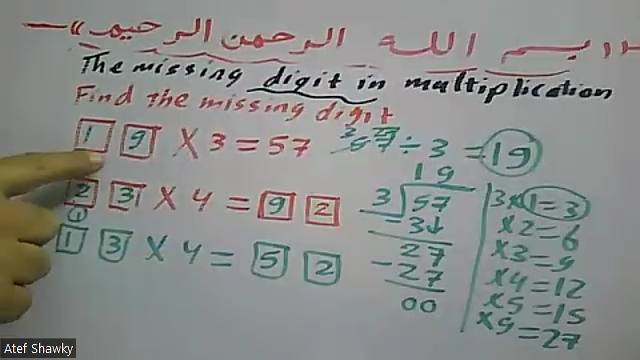 بسم الله الرحمن الرحيم
The missing digit in multiplication
Find the missing digit
1 9 × 3 = 57
57 ÷ 3 = 19
2 3 × 4 = 9 2
1
1 3 × 4 = 5 2
19
3 57
3↓
27
- 27
00
3×1=3
×2=6
×3=9
×4=12
×5=15
×9=27
Atef Shawky